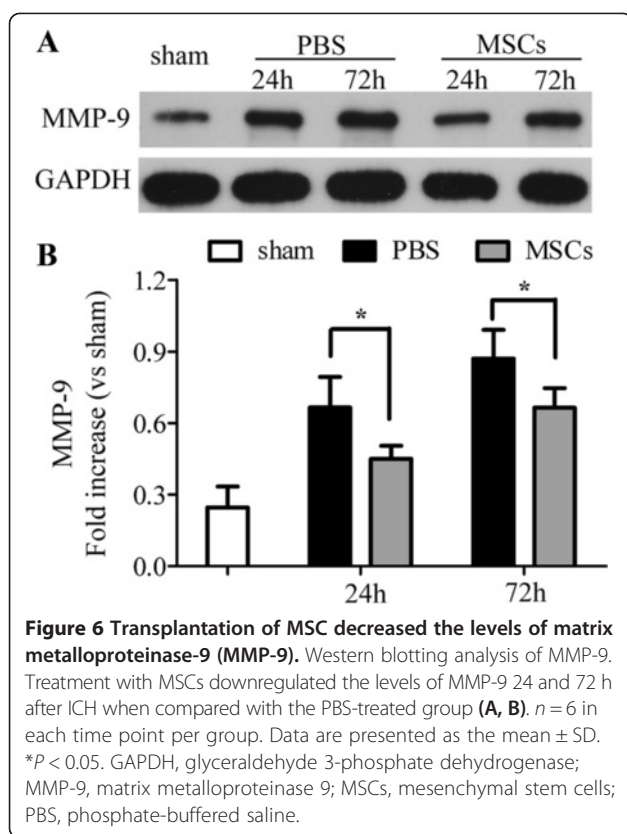 A
sham PBS MSCs
24h 72h 24h 72h
MMP-9
GAPDH
B
sham PBS MSCs
MMP-9
Fold increase (vs sham)
1.2
0.9
0.6
0.3
0.0
* *
24h 72h
Figure 6 Transplantation of MSC decreased the levels of matrix
metalloproteinase-9 (MMP-9). Western blotting analysis of MMP-9.
Treatment with MSCs downregulated the levels of MMP-9 24 and 72 h
after ICH when compared with the PBS-treated group (A, B). n = 6 in
each time point per group. Data are presented as the mean ± SD.
*P < 0.05. GAPDH, glyceraldehyde 3-phosphate dehydrogenase;
MMP-9, matrix metalloproteinase 9; MSCs, mesenchymal stem cells;
PBS, phosphate-buffered saline.